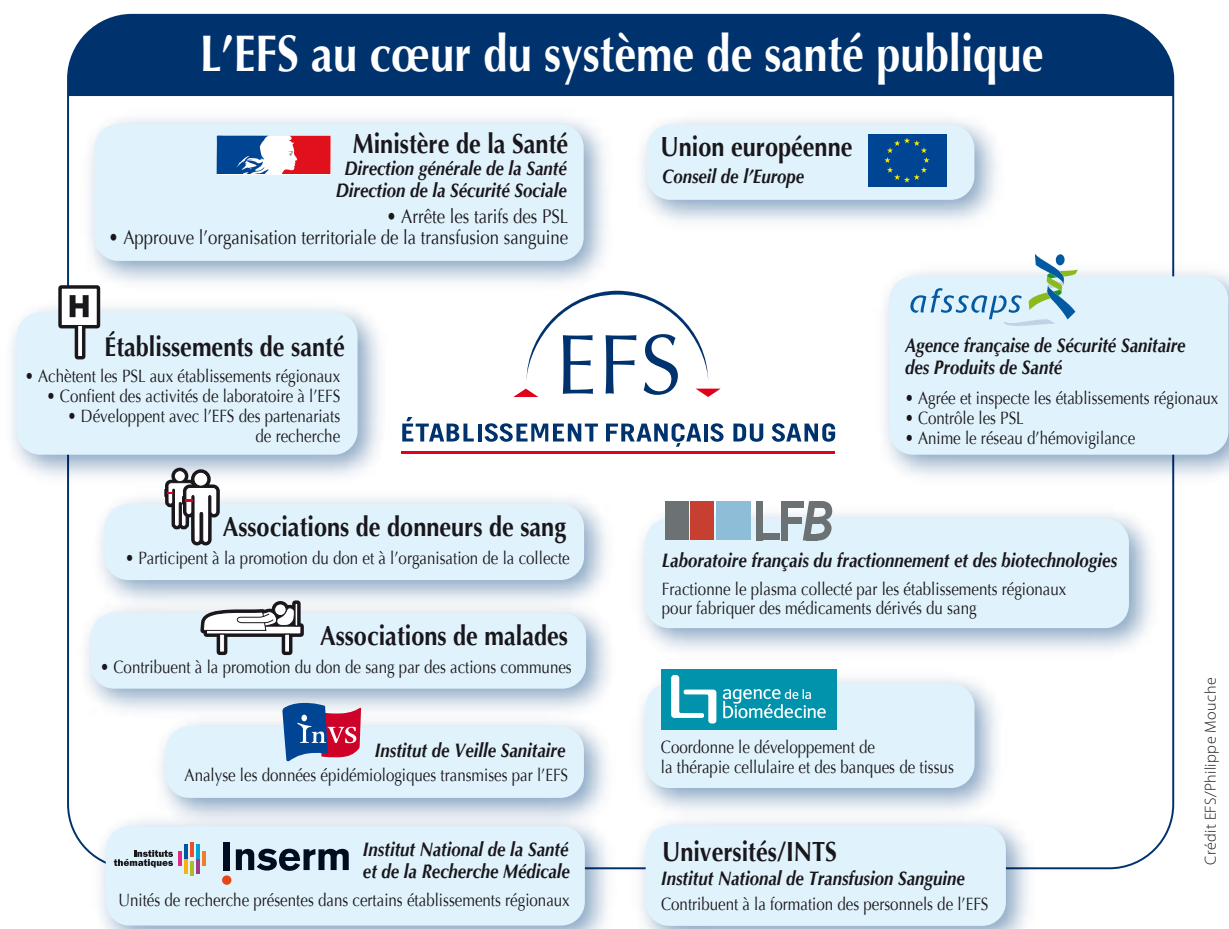 L'EFS au cœur du système de santé publique
Ministère de la Santé
Direction générale de la Santé
Direction de la Sécurité Sociale
• Arrête les tarifs des PSL
• Approuve l'organisation territoriale de la transfusion sanguine
Union européenne
Conseil de l'Europe
H
Établissements de santé
• Achètent les PSL aux établissements régionaux
• Confient des activités de laboratoire à l'EFS
• Développent avec l'EFS des partenariats
de recherche
EFS
ÉTABLISSEMENT FRANÇAIS DU SANG
afssaps
Agence française de Sécurité Sanitaire
des Produits de Santé
• Agrée et inspecte les établissements régionaux
• Contrôle les PSL
• Anime le réseau d'hémovigilance
Associations de donneurs de sang
• Participent à la promotion du don et à l'organisation de la collecte
LFB
Laboratoire français du fractionnement et des biotechnologies
Fractionne le plasma collecté par les établissements régionaux
pour fabriquer des médicaments dérivés du sang
Associations de malades
• Contribuent à la promotion du don de sang par des actions communes
agence de la
biomédecine
Coordonne le développement de
la thérapie cellulaire et des banques de tissus
InVS
Institut de Veille Sanitaire
Analyse les données épidémiologiques transmises par l'EFS
Instituts
thématiques
Inserm
Institut National de la Santé
et de la Recherche Médicale
Unités de recherche présentes dans certains établissements régionaux
Universités/INTS
Institut National de Transfusion Sanguine
Contribuent à la formation des personnels de l'EFS
Crédit EFS/Philippe Mouche